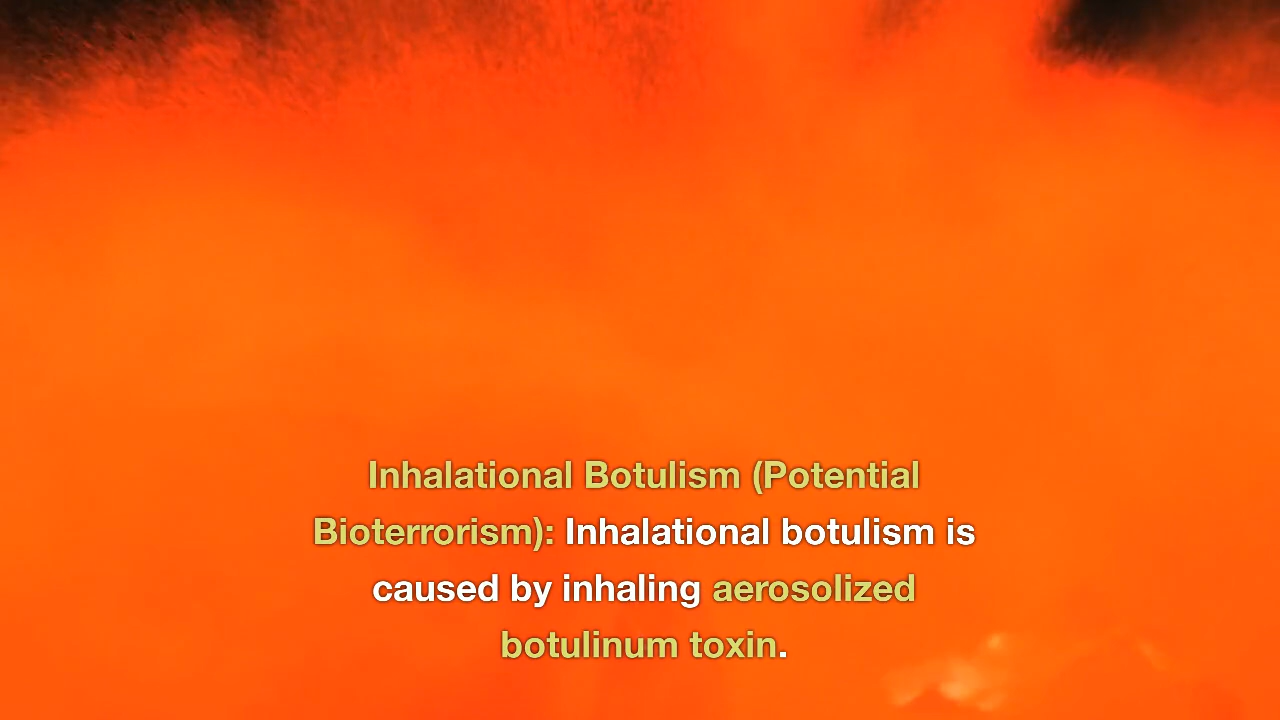 Inhalational Botulism (Potential
Bioterrorism): Inhalational botulism is
caused by inhaling aerosolized
botulinum toxin.